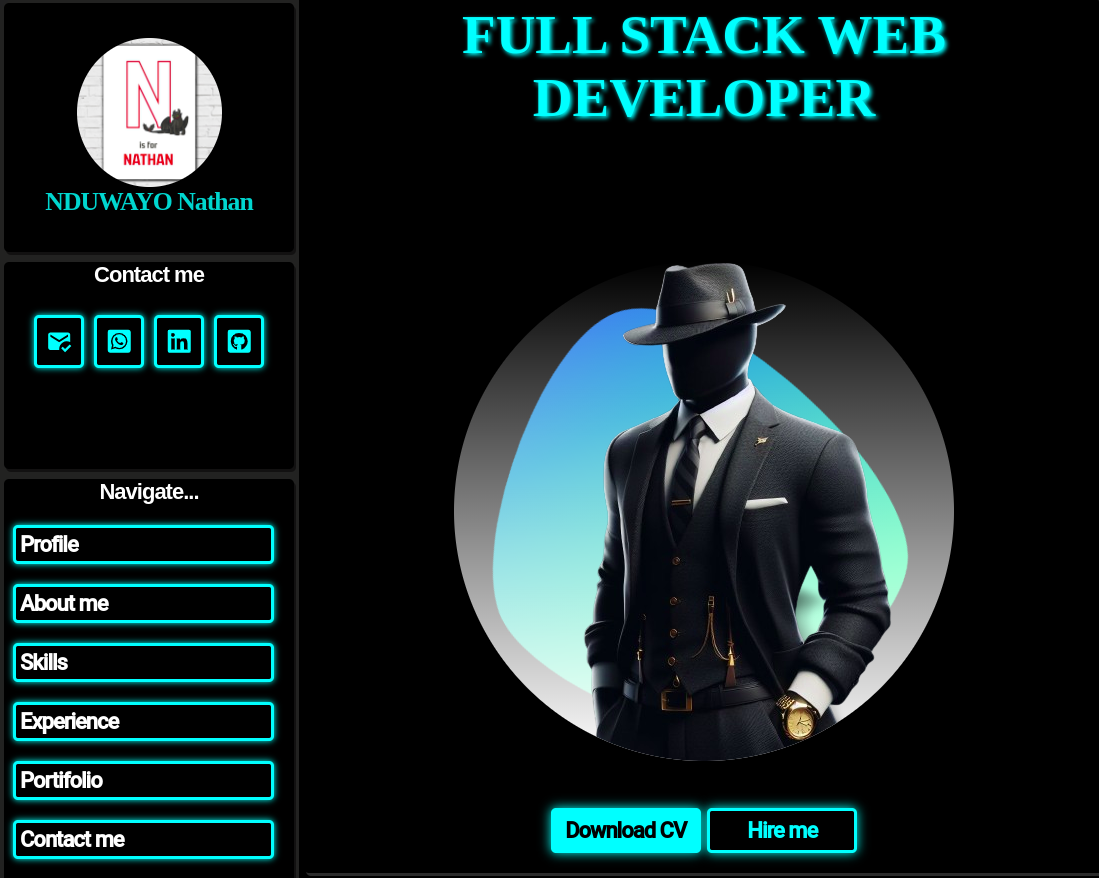 N
is for
NATHAN
NDUWAYO Nathan
Contact me
Navigate...
Profile
About me
Skills
Experience
Portifolio
Contact me
FULL STACK WEB
DEVELOPER
Download CV
Hire me